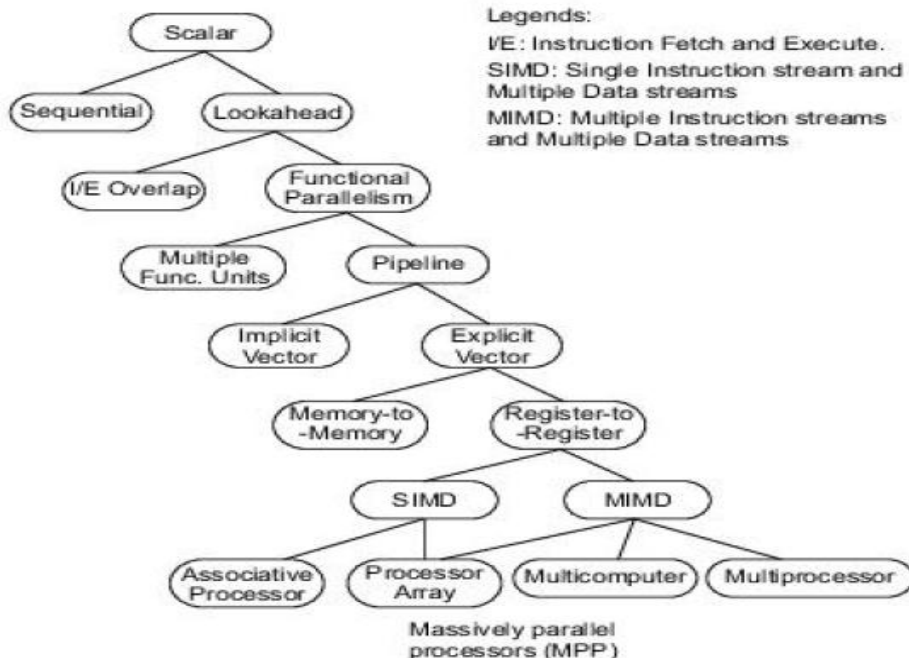 Legends:
Scalar
I/E: Instruction Fetch and Execute.
SIMD: Single Instruction stream and
Multiple Data streams
Sequential
Lookahead
MIMD: Multiple Instruction streams
and Multiple Data streams
I/E Overlap
Functional
Parallelism
Multiple
Func. Units
Pipeline
Implicit
Vector
Explicit
Vector
Memory-to
-Memory
Register-to
-Register
SIMD
MIMD
Associative
Processor
Processor
Array
Multicomputer
Multiprocessor
Massively parallel
processors (MPP)